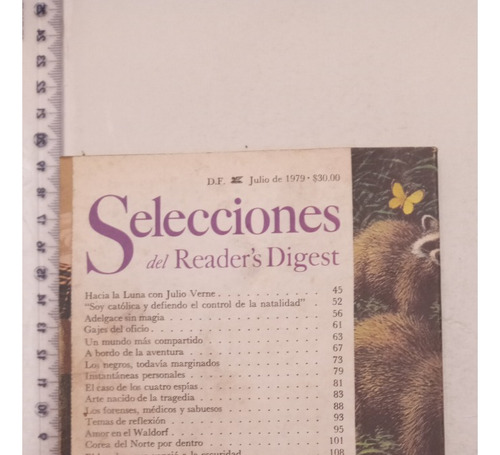 D.F. Julio de 1979 · $30.00
Selecciones
del Reader's Digest
Hacia la Luna con Julio Verne . . . . . . . . . . . . 45
"Soy católica y defiendo el control de la natalidad" . 52
Adelgace sin magia . . . . . . . . . . . . 56
Gajes del oficio . . . . . . . . . . . . 61
Un mundo más compartido . . . . . . . . . . . . 63
A bordo de la aventura . . . . . . . . . . . . 67
Los negros, todavía marginados . . . . . . . . . . . . 73
Instantáneas personales . . . . . . . . . . . . 79
El caso de los cuatro espías . . . . . . . . . . . . 81
Arte nacido de la tragedia . . . . . . . . . . . . 83
Los forenses, médicos y sabuesos . . . . . . . . . . . . 88
Temas de reflexión . . . . . . . . . . . . 93
Amor en el Waldorf . . . . . . . . . . . . 95
Corea del Norte por dentro . . . . . . . . . . . . 101
108